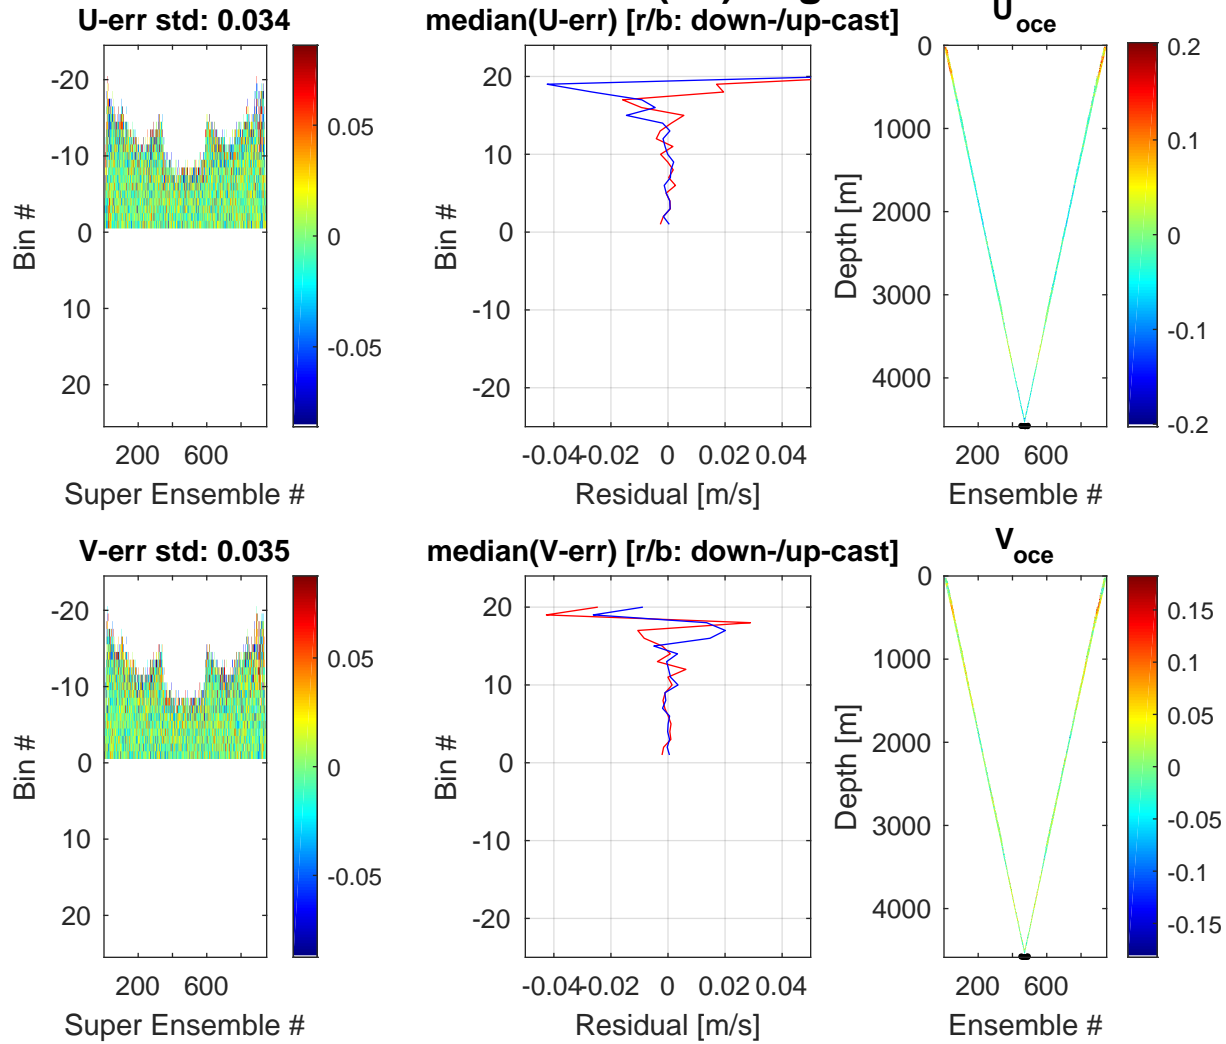 U-err std: 0.034
median(U-err) [r/b: down-/up-cast]
U
oce
-20
-10
0
10
20
Bin #
200 600
Super Ensemble #
0.05
0
-0.05
20
10
0
-10
-20
Bin #
-0.04 -0.02 0 0.02 0.04
Residual [m/s]
0
1000
2000
3000
4000
Depth [m]
200 600
Ensemble #
0.2
0.1
0
-0.1
-0.2
V-err std: 0.035
median(V-err) [r/b: down-/up-cast]
V
oce
-20
-10
0
10
20
Bin #
200 600
Super Ensemble #
0.05
0
-0.05
20
10
0
-10
-20
Bin #
-0.04 -0.02 0 0.02 0.04
Residual [m/s]
0
1000
2000
3000
4000
Depth [m]
200 600
Ensemble #
0.15
0.1
0.05
0
-0.05
-0.1
-0.15